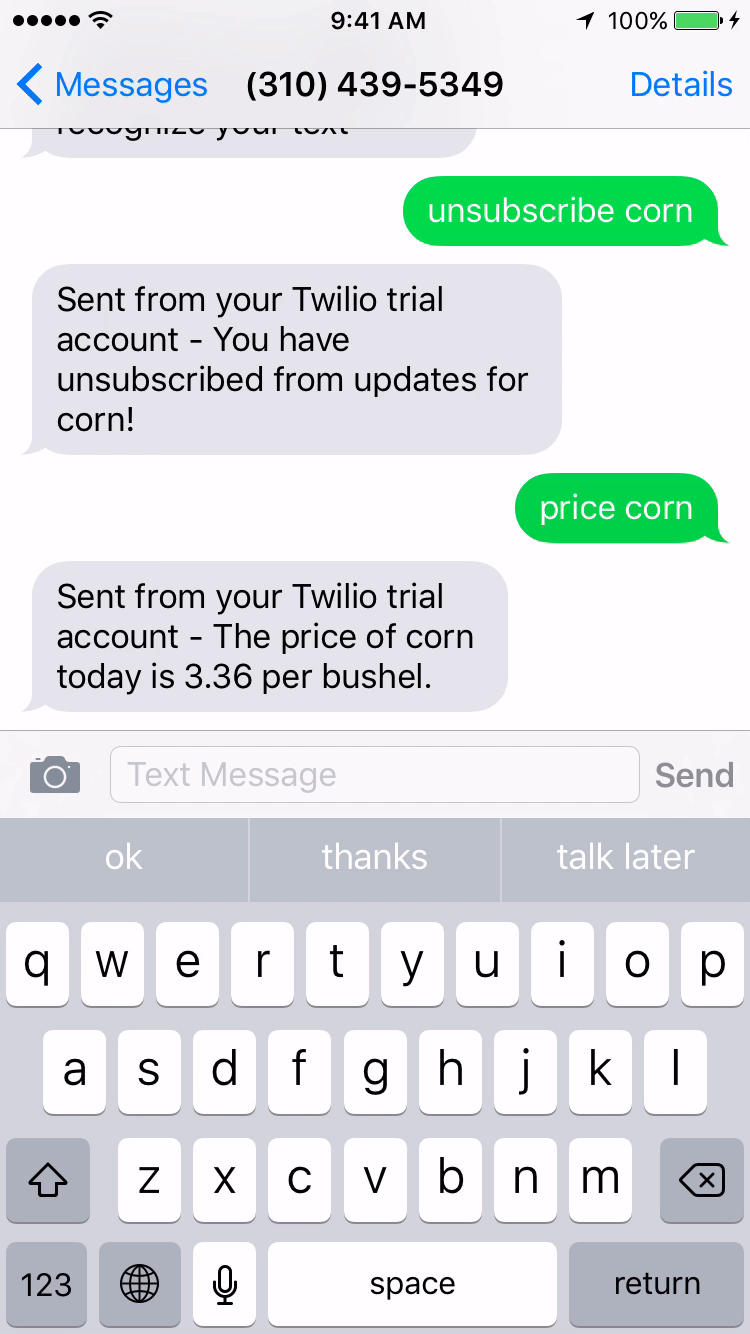 9:41 AM
100%
Messages
(310) 439-5349
Details
recognize your text
unsubscribe corn
Sent from your Twilio trial
account - You have
unsubscribed from updates for
corn!
price corn
Sent from your Twilio trial
account - The price of corn
today is 3.36 per bushel.
Text Message
Send
ok
thanks
talk later
q w e r t y u i o p
a s d f g h j k l
z x c v b n m
123
space
return